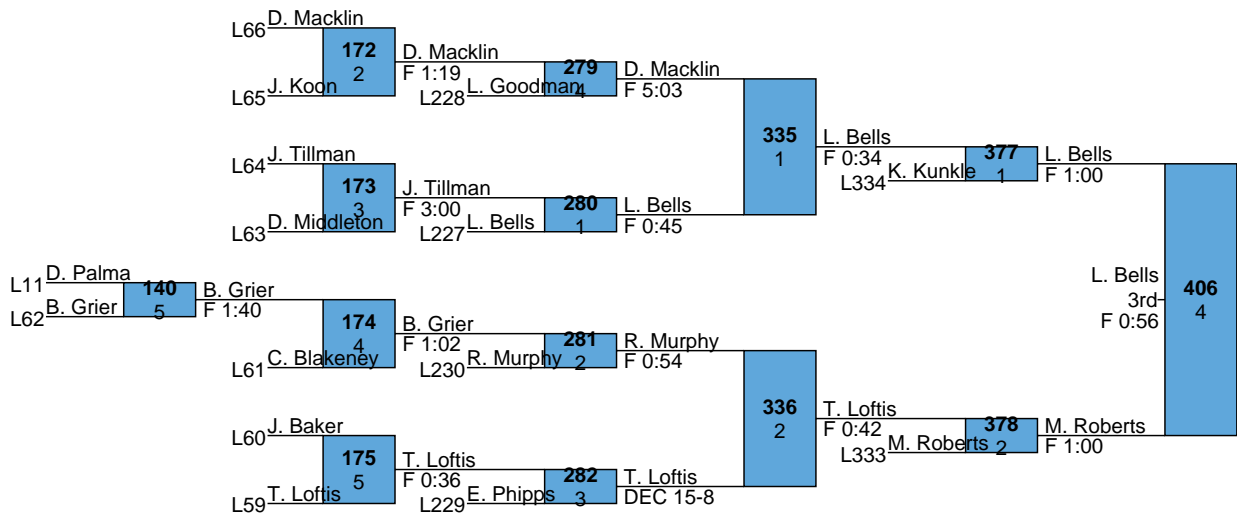 L66 D. Macklin
172
2
L65 J. Koon
D. Macklin
F 1:19
279
4
L228 L. Goodman
D. Macklin
F 5:03
L64 J. Tillman
173
3
L63 D. Middleton
J. Tillman
F 3:00
280
1
L227 L. Bells
L. Bells
F 0:45
335
1
L. Bells
F 0:34
377
1
L334 K. Kunkle
L. Bells
F 1:00
L11 D. Palma
140
5
L62 B. Grier
B. Grier
F 1:40
174
4
L61 C. Blakeney
B. Grier
F 1:02
281
2
L230 R. Murphy
R. Murphy
F 0:54
L60 J. Baker
175
5
L59 T. Loftis
T. Loftis
F 0:36
282
3
L229 E. Phipps
T. Loftis
DEC 15-8
336
2
T. Loftis
F 0:42
378
2
L333 M. Roberts
M. Roberts
F 1:00
L. Bells
3rd
F 0:56
406
4